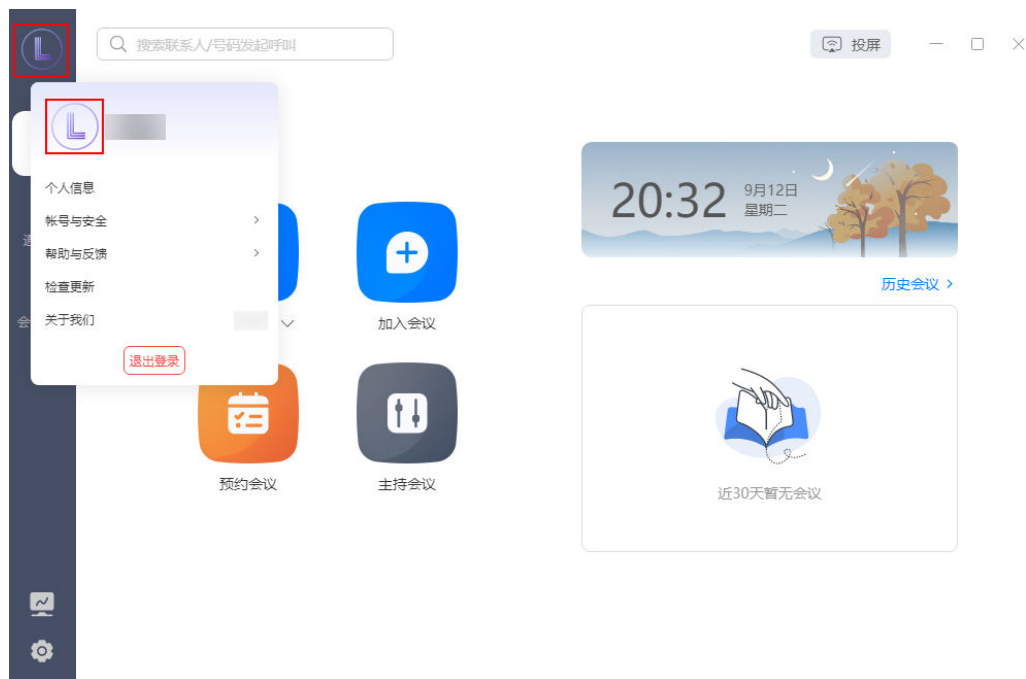 搜索联系人/号码发起呼叫
投屏
个人信息
帐号与安全
帮助与反馈
检查更新
关于我们
退出登录
20:32
9月12日
星期二
历史会议
加入会议
预约会议
主持会议
近30天暂无会议